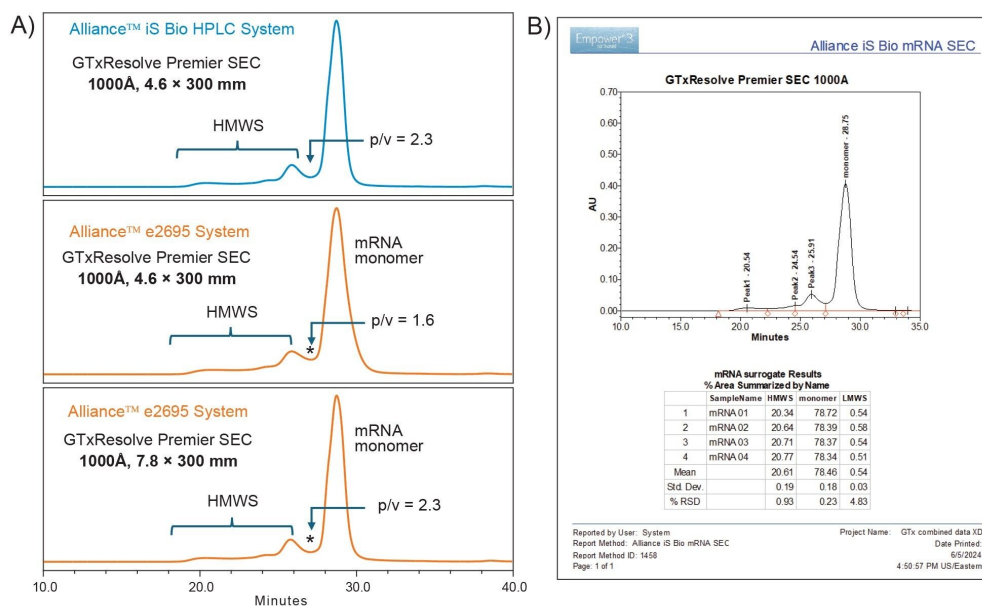 A)
Alliance™ iS Bio HPLC System
GTxResolve Premier SEC
1000Å, 4.6 × 300 mm
HMWS
p/v = 2.3
Alliance™ e2695 System
GTxResolve Premier SEC
1000Å, 4.6 × 300 mm
mRNA
monomer
HMWS
p/v = 1.6
*
Alliance™ e2695 System
GTxResolve Premier SEC
1000Å, 7.8 × 300 mm
mRNA
monomer
HMWS
p/v = 2.3
*
10.0 20.0 30.0 40.0
Minutes
B)
Empower 3
Alliance iS Bio mRNA SEC
GTxResolve Premier SEC 1000A
0.70
0.60
0.50
0.40
0.30
0.20
0.10
0.00
AU
Peak1 - 20.54
Peak2 - 24.54
Peak3 - 25.91
monomer - 28.75
10.0 15.0 20.0 25.0 30.0 35.0
Minutes
mRNA surrogate Results
% Area Summarized by Name
SampleName HMWS monomer LMWS
1 mRNA 01 20.34 78.72 0.54
2 mRNA 02 20.64 78.39 0.58
3 mRNA 03 20.71 78.37 0.54
4 mRNA 04 20.77 78.34 0.51
Mean 20.61 78.46 0.54
Std. Dev. 0.19 0.18 0.03
% RSD 0.93 0.23 4.83
Reported by User: System
Report Method: Alliance iS Bio mRNA SEC
Report Method ID: 1458
Page: 1 of 1
Project Name: GTx combined data XD
Date Printed:
6/5/2024
4:50:57 PM US/Eastern